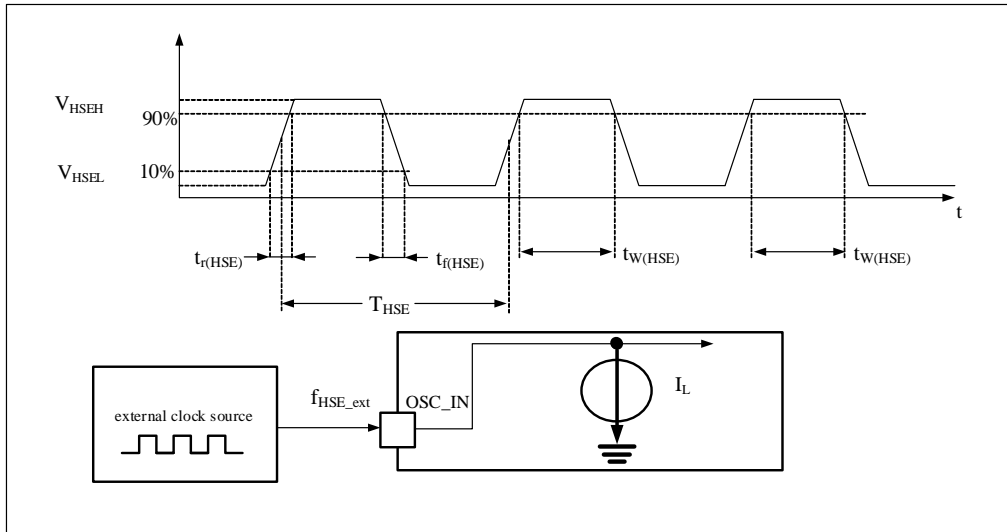 V_HSEH
90%
V_HSEL
10%
t
t_r(HSE)
t_f(HSE)
t_W(HSE)
t_W(HSE)
T_HSE
external clock source
f_HSE_ext
OSC_IN
I_L